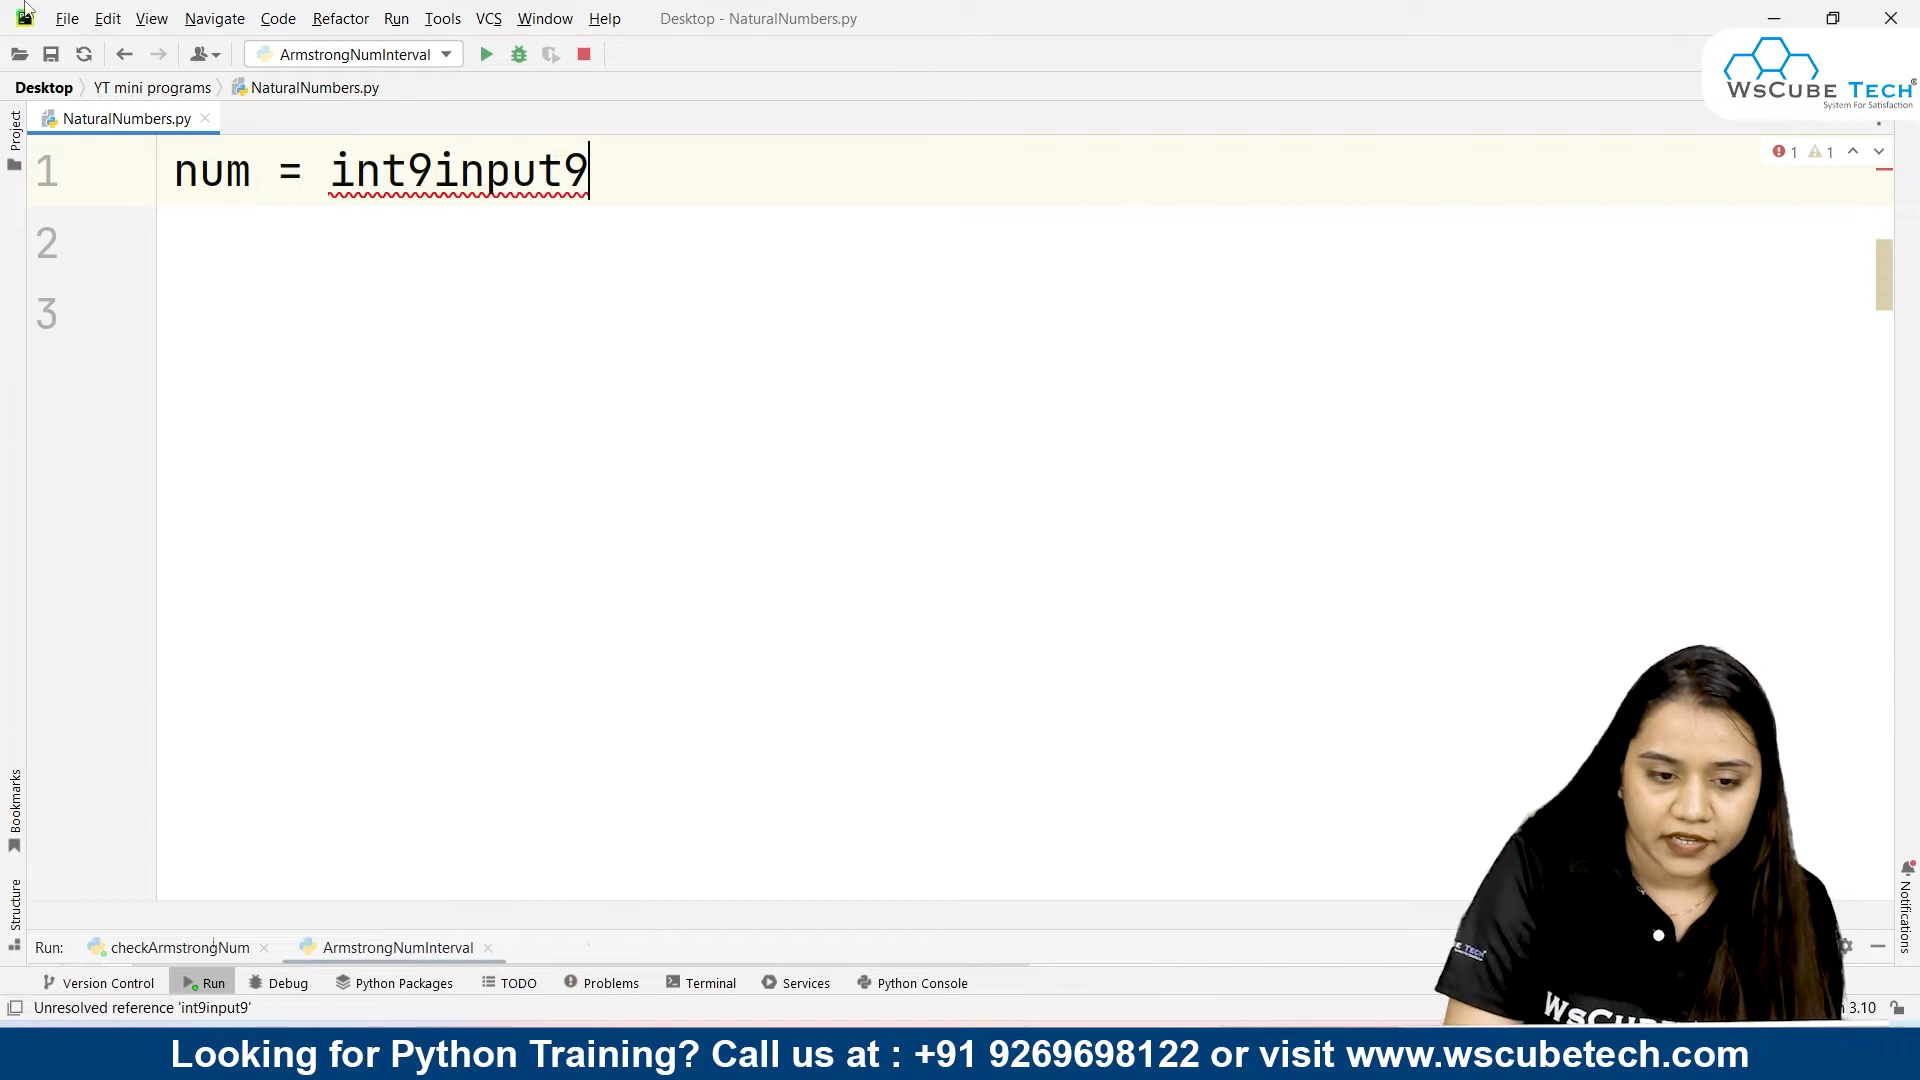 File Edit View Navigate Code Refactor Run Tools VCS Window Help Desktop - NaturalNumbers.py
ArmstrongNumInterval
WsCube Tech®
System For Satisfaction
Desktop YT mini programs NaturalNumbers.py
Project
NaturalNumbers.py
1 num = int9input9
1 1
2
3
Bookmarks
Structure
Notifications
Run: checkArmstrongNum ArmstrongNumInterval
Version Control Run Debug Python Packages TODO Problems Terminal Services Python Console
Unresolved reference 'int9input9'
3.10
Looking for Python Training? Call us at : +91 9269698122 or visit www.wscubetech.com